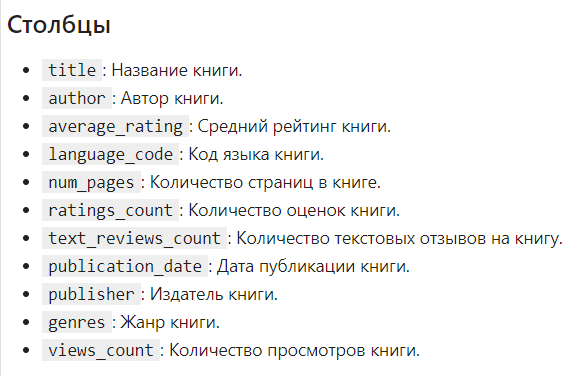 Столбцы
title: Название книги.
author: Автор книги.
average_rating: Средний рейтинг книги.
language_code: Код языка книги.
num_pages: Количество страниц в книге.
ratings_count: Количество оценок книги.
text_reviews_count: Количество текстовых отзывов на книгу.
publication_date: Дата публикации книги.
publisher: Издатель книги.
genres: Жанр книги.
views_count: Количество просмотров книги.